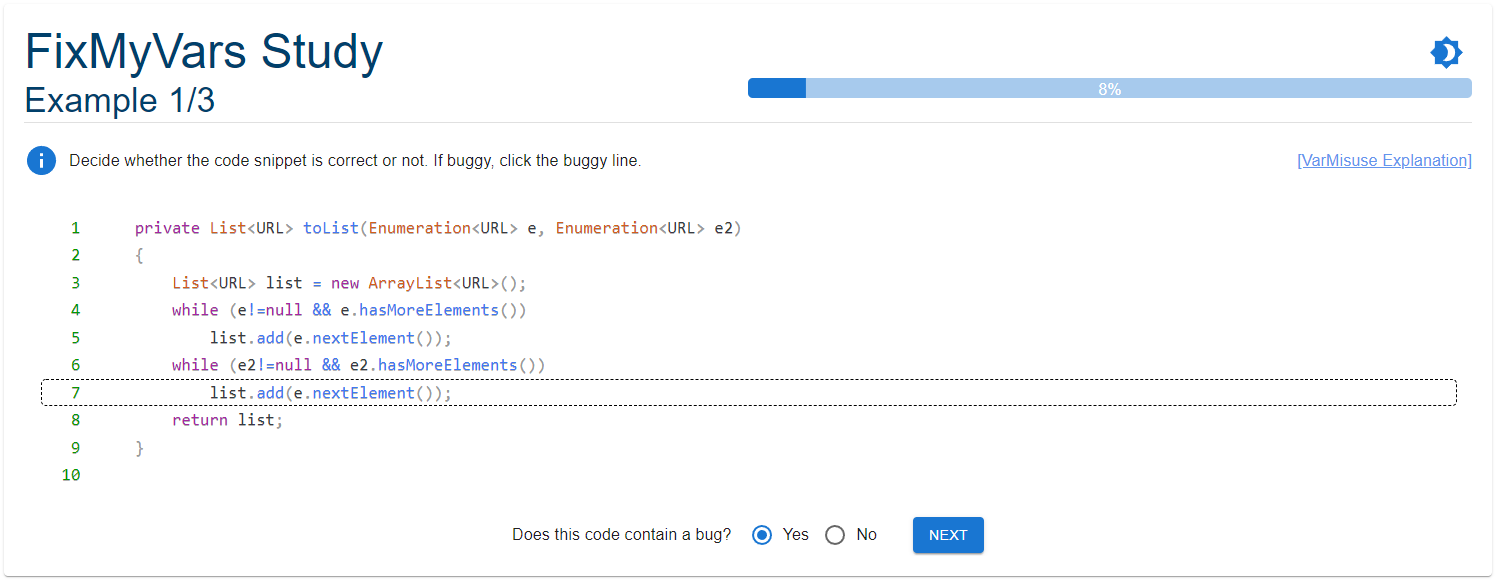 FixMyVars Study
Example 1/3
8%
Decide whether the code snippet is correct or not. If buggy, click the buggy line.
[VarMisuse Explanation]
1 private List<URL> toList(Enumeration<URL> e, Enumeration<URL> e2)
2 {
3 List<URL> list = new ArrayList<URL>();
4 while (e!=null && e.hasMoreElements())
5 list.add(e.nextElement());
6 while (e2!=null && e2.hasMoreElements())
7 list.add(e.nextElement());
8 return list;
9 }
10
Does this code contain a bug? Yes No NEXT